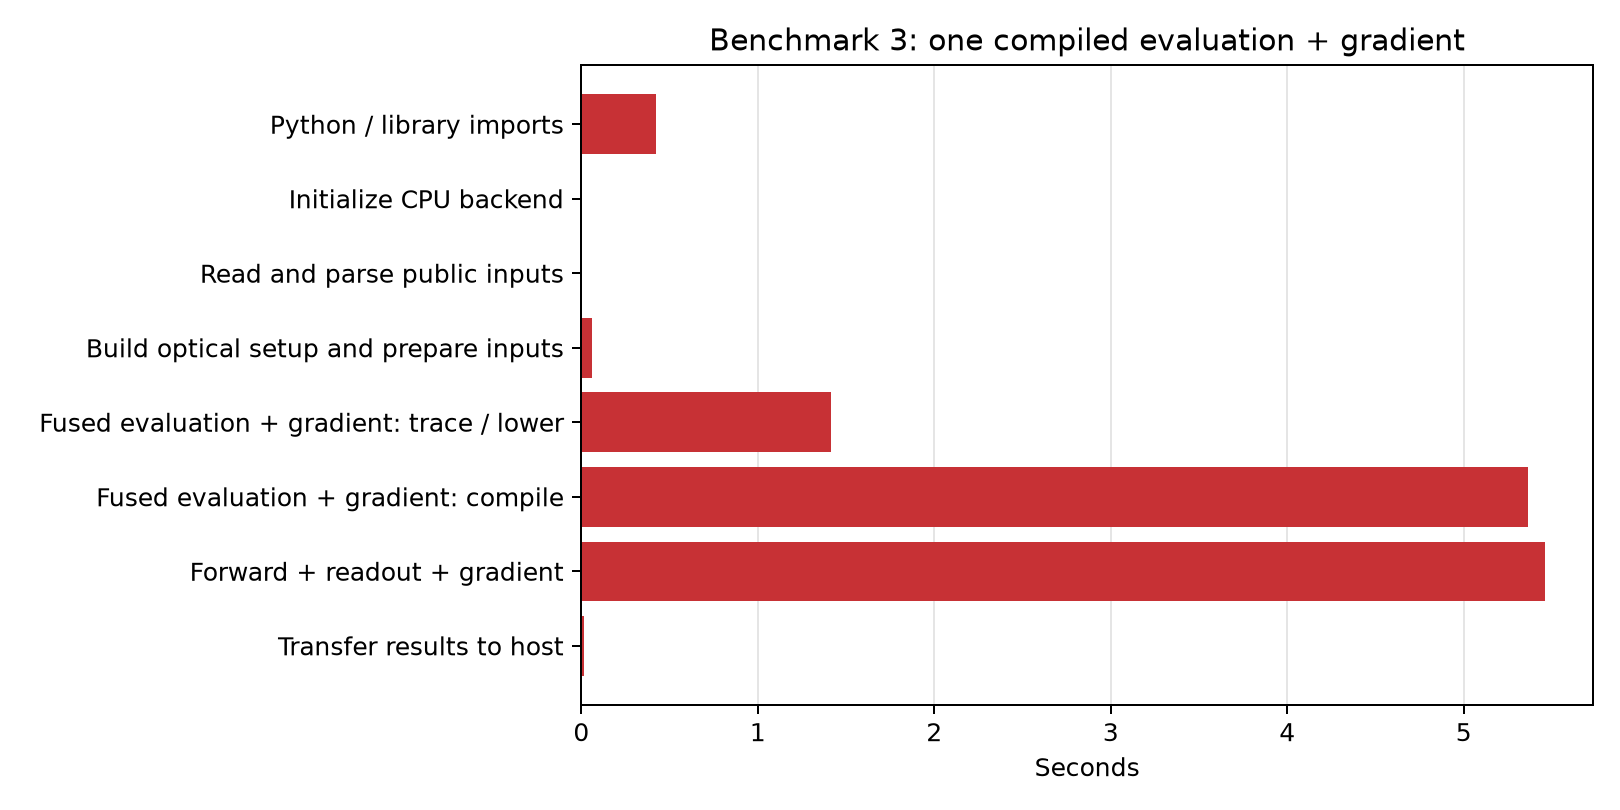 Benchmark 3: one compiled evaluation + gradient
Python / library imports
Initialize CPU backend
Read and parse public inputs
Build optical setup and prepare inputs
Fused evaluation + gradient: trace / lower
Fused evaluation + gradient: compile
Forward + readout + gradient
Transfer results to host
0 1 2 3 4 5
Seconds